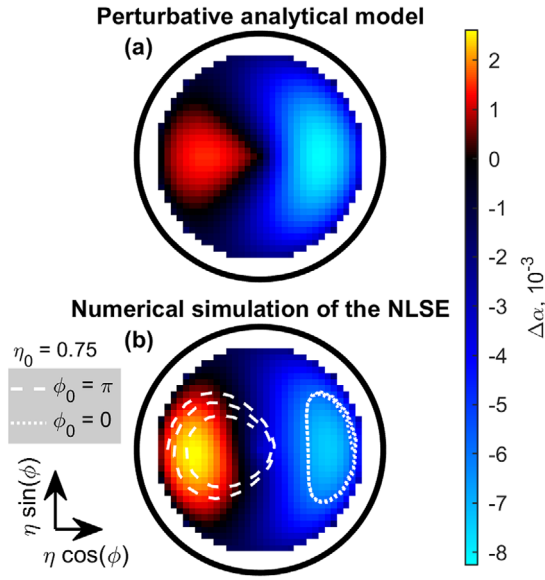 Perturbative analytical model
(a)
2
1
0
-1
-2
-3
-4
-5
-6
-7
-8
Δα, 10⁻³
Numerical simulation of the NLSE
(b)
η₀ = 0.75
ϕ₀ = π
ϕ₀ = 0
η sin(ϕ)
η cos(ϕ)